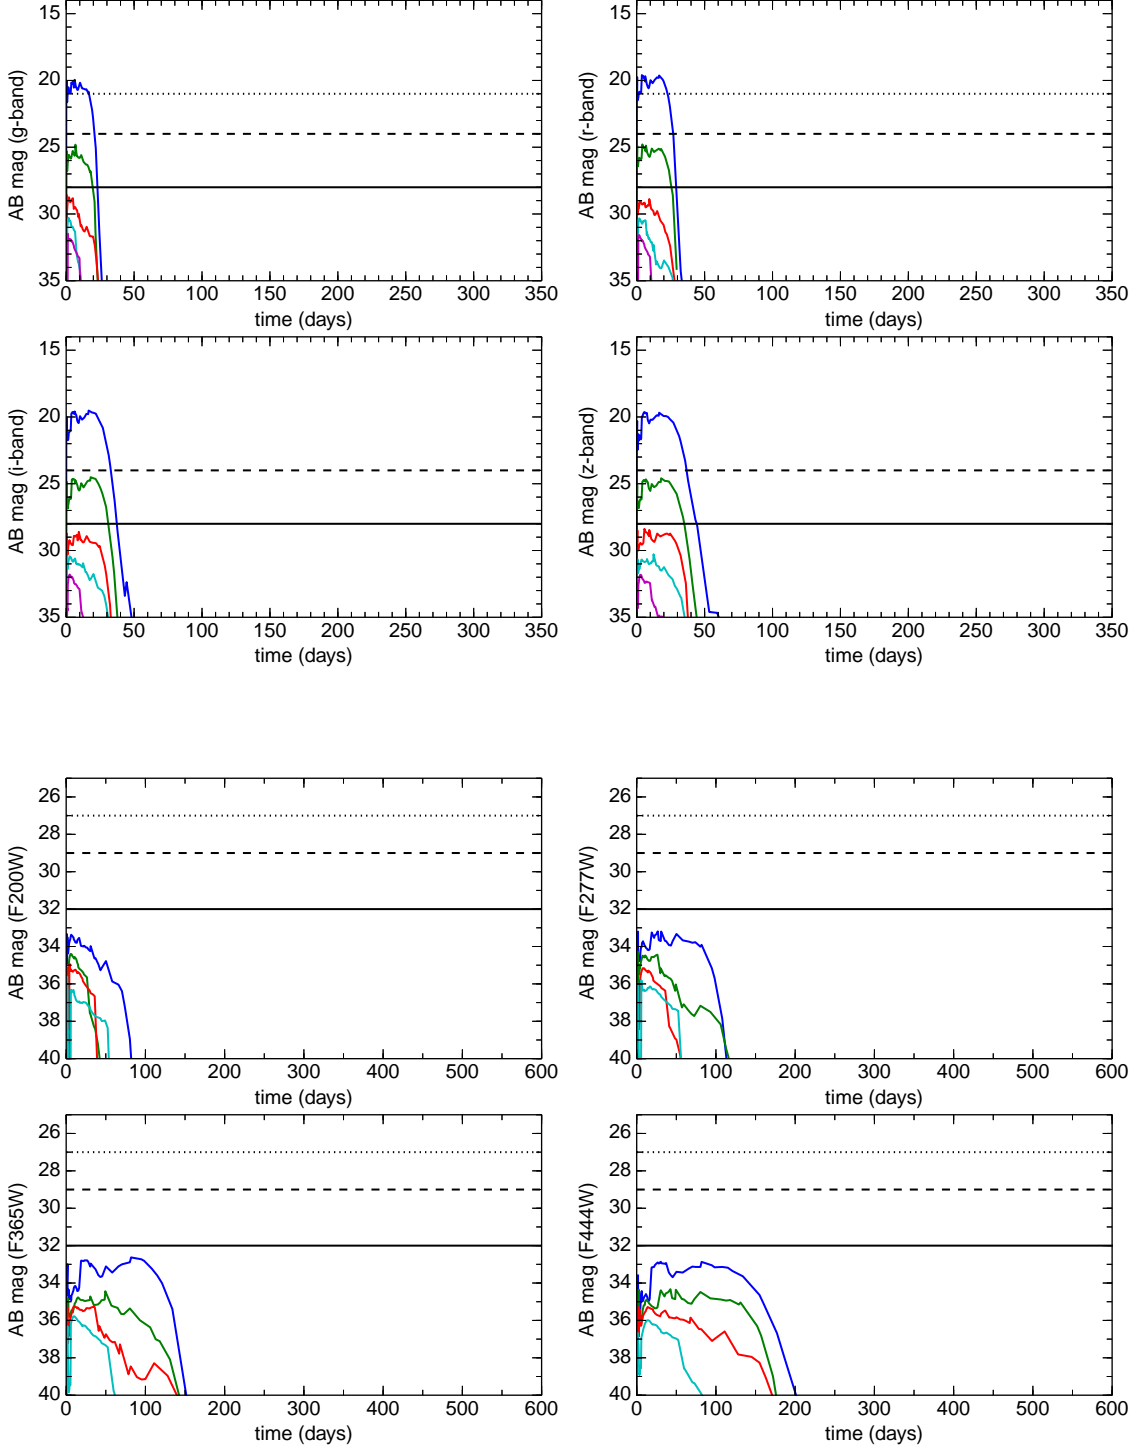 AB mag (g-band)
15
20
25
30
35
0 50 100 150 200 250 300 350
time (days)
AB mag (r-band)
15
20
25
30
35
0 50 100 150 200 250 300 350
time (days)
AB mag (i-band)
15
20
25
30
35
0 50 100 150 200 250 300 350
time (days)
AB mag (z-band)
15
20
25
30
35
0 50 100 150 200 250 300 350
time (days)
AB mag (F200W)
26
28
30
32
34
36
38
40
0 100 200 300 400 500 600
time (days)
AB mag (F277W)
26
28
30
32
34
36
38
40
0 100 200 300 400 500 600
time (days)
AB mag (F365W)
26
28
30
32
34
36
38
40
0 100 200 300 400 500 600
time (days)
AB mag (F444W)
26
28
30
32
34
36
38
40
0 100 200 300 400 500 600
time (days)